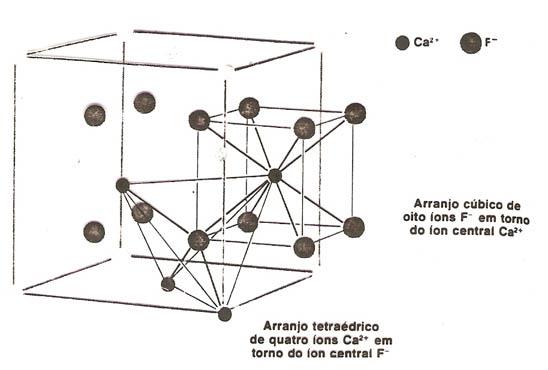 Ca²⁺ F⁻
Arranjo cúbico de
oito íons F⁻ em torno
do íon central Ca²⁺
Arranjo tetraédrico
de quatro íons Ca²⁺ em
torno do íon central F⁻